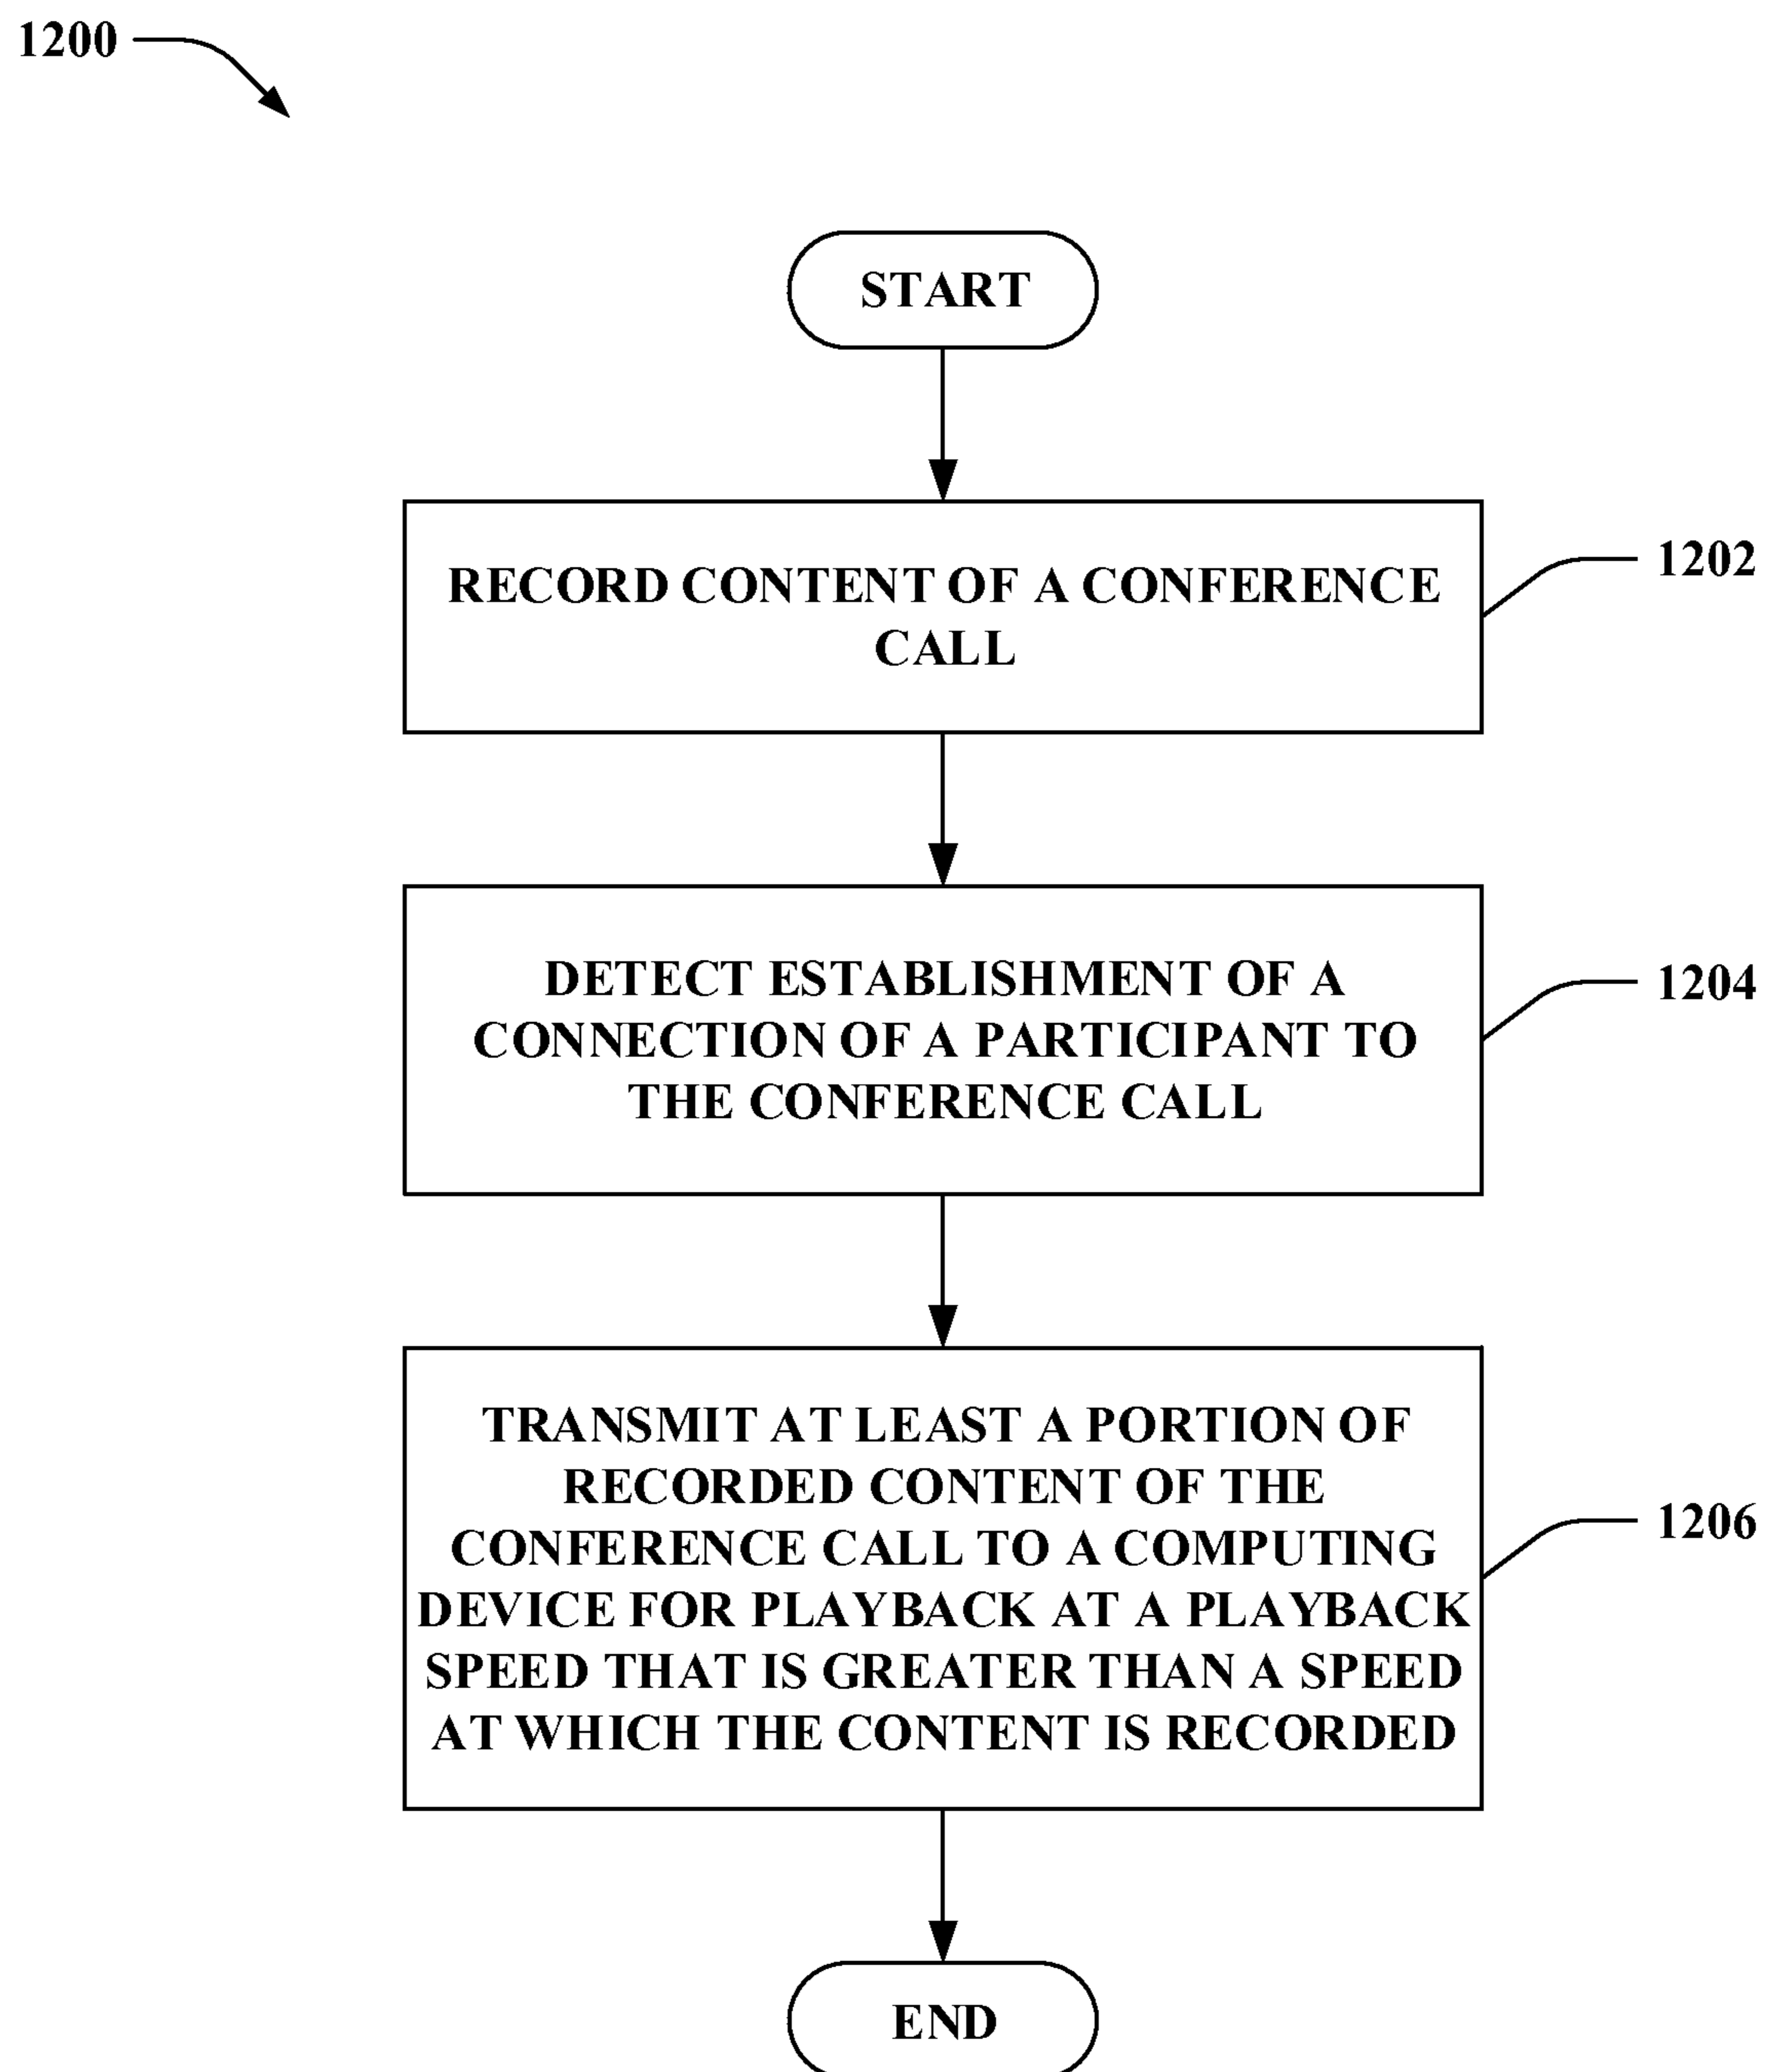 1200
START
RECORD CONTENT OF A CONFERENCE
CALL
1202
DETECT ESTABLISHMENT OF A
CONNECTION OF A PARTICIPANT TO
THE CONFERENCE CALL
1204
TRANSMIT AT LEAST A PORTION OF
RECORDED CONTENT OF THE
CONFERENCE CALL TO A COMPUTING
DEVICE FOR PLAYBACK AT A PLAYBACK
SPEED THAT IS GREATER THAN A SPEED
AT WHICH THE CONTENT IS RECORDED
1206
END